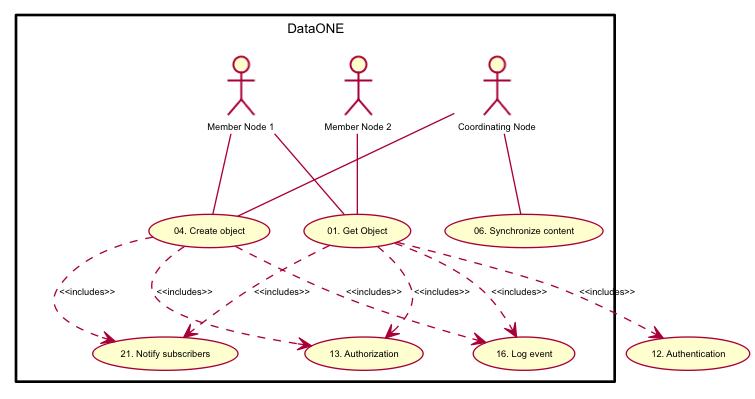 DataONE
Member Node 1
Member Node 2
Coordinating Node
04. Create object
01. Get Object
06. Synchronize content
<<includes>>
<<includes>>
<<includes>>
<<includes>>
<<includes>>
<<includes>>
<<includes>>
21. Notify subscribers
13. Authorization
16. Log event
12. Authentication